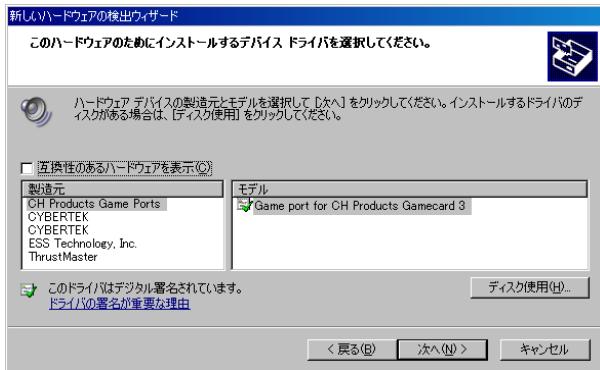 新しいハードウェアの検出ウィザード
このハードウェアのためにインストールするデバイス ドライバを選択してください。
ハードウェア デバイスの製造元とモデルを選択して [次へ] をクリックしてください。インストールするドライバのデ
ィスクがある場合は、[ディスク使用] をクリックしてください。
互換性のあるハードウェアを表示(C)
製造元
CH Products Game Ports
CYBERTEK
CYBERTEK
ESS Technology, Inc.
ThrustMaster
モデル
Game port for CH Products Gamecard 3
このドライバはデジタル署名されています。
ドライバの署名が重要な理由
ディスク使用(H)...
< 戻る(B)
次へ(N) >
キャンセル